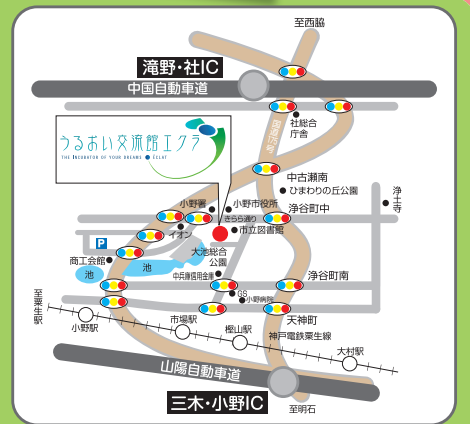 至西脇
滝野・社IC
中国自動車道
国道175号
社総合
庁舎
うるおい交流館エクラ
THE INCUBATOR OF YOUR DREAMS ECLAT
中古瀬南
ひまわりの丘公園
浄土寺
小野署
小野市役所
浄谷町中
きらら通り
イオン
市立図書館
P
大池総合
公園
商工会館
池
池
中兵庫信用金庫
浄谷町南
GS
小野病院
至粟生駅
天神町
小野駅
市場駅
樫山駅
神戸電鉄粟生線
大村駅
山陽自動車道
三木・小野IC
至明石